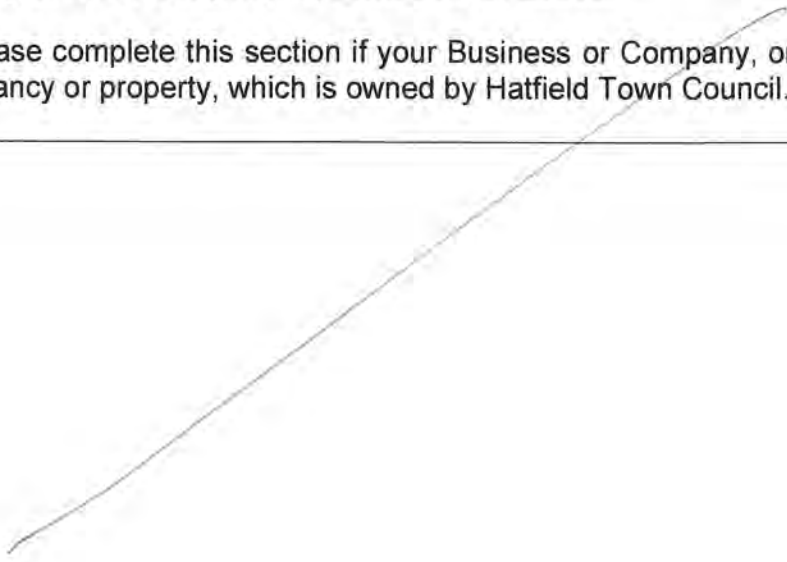 ase complete this section if your Business or Company, or
ancy or property, which is owned by Hatfield Town Council.